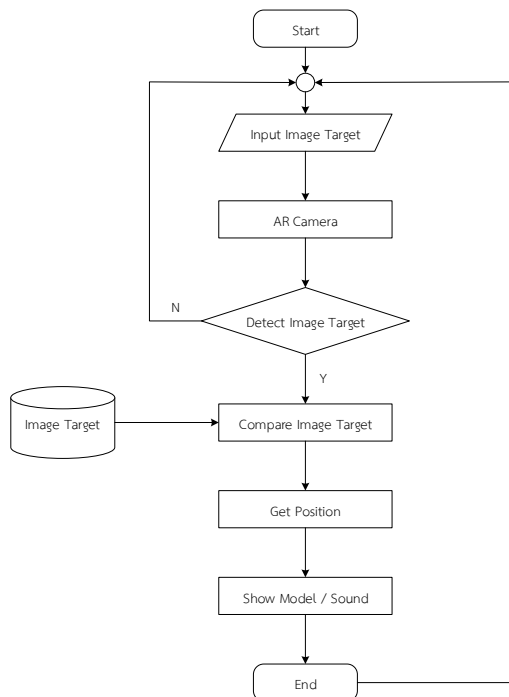 Start
Input Image Target
AR Camera
Detect Image Target
N
Y
Image Target
Compare Image Target
Get Position
Show Model / Sound
End